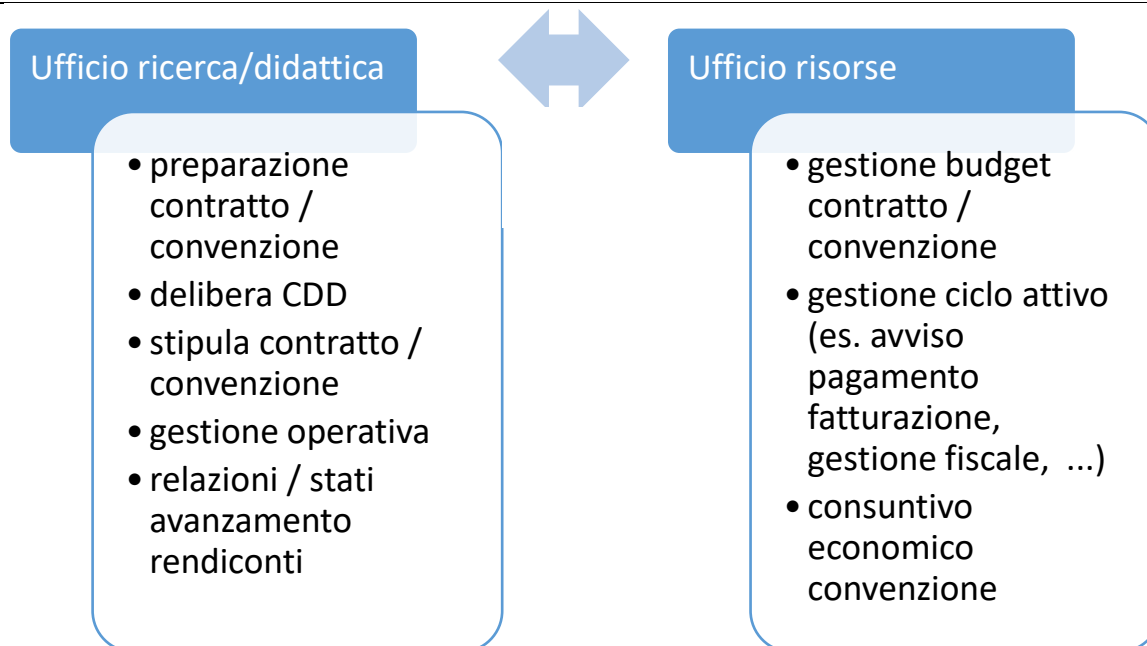 Ufficio ricerca/didattica
• preparazione
contratto /
convenzione
• delibera CDD
• stipula contratto /
convenzione
• gestione operativa
• relazioni / stati
avanzamento
rendiconti
Ufficio risorse
• gestione budget
contratto /
convenzione
• gestione ciclo attivo
(es. avviso
pagamento
fatturazione,
gestione fiscale,  ...)
• consuntivo
economico
convenzione